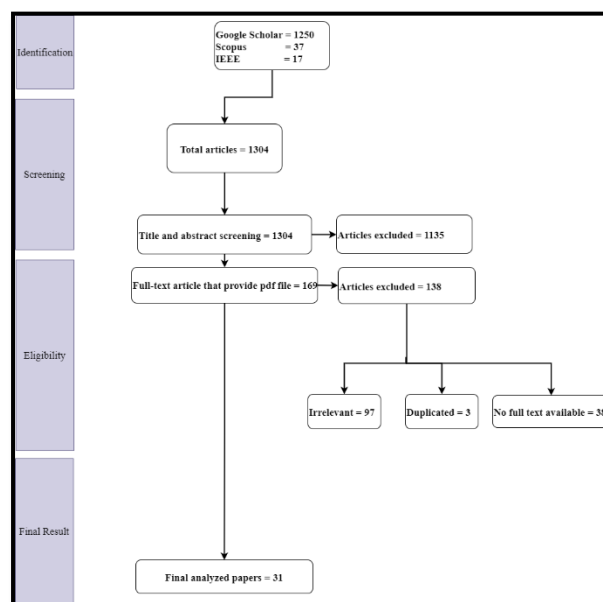 Identification
Google Scholar = 1250
Scopus = 37
IEEE = 17
Screening
Total articles = 1304
Title and abstract screening = 1304
Articles excluded = 1135
Eligibility
Full-text article that provide pdf file = 169
Articles excluded = 138
Irrelevant = 97
Duplicated = 3
No full text available = 38
Final Result
Final analyzed papers = 31